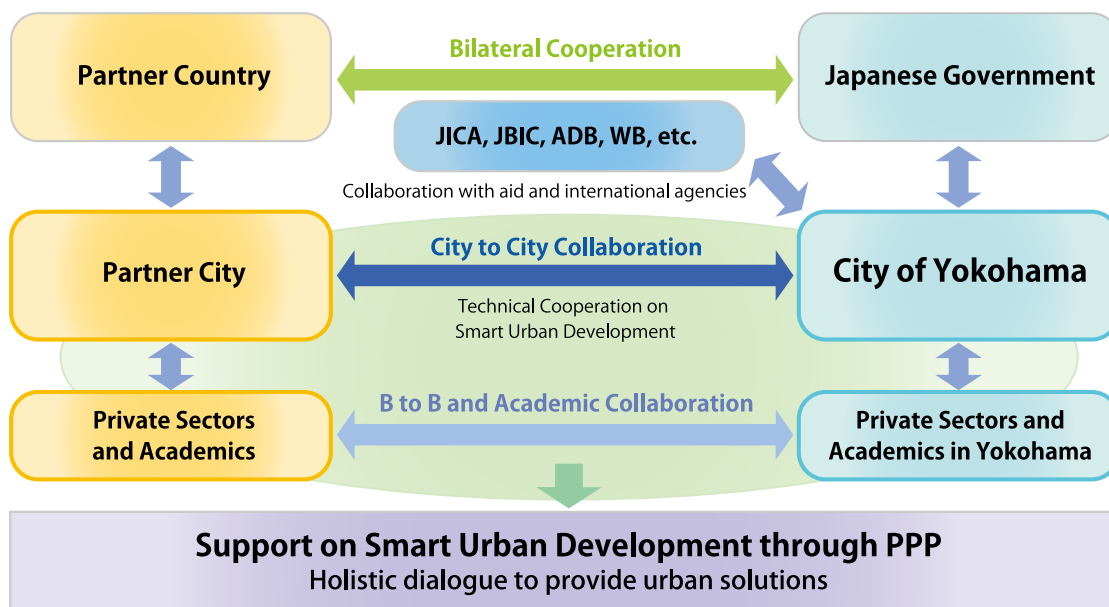 Partner Country
Bilateral Cooperation
Japanese Government
JICA, JBIC, ADB, WB, etc.
Collaboration with aid and international agencies
Partner City
City to City Collaboration
City of Yokohama
Technical Cooperation on
Smart Urban Development
Private Sectors
and Academics
B to B and Academic Collaboration
Private Sectors and
Academics in Yokohama
Support on Smart Urban Development through PPP
Holistic dialogue to provide urban solutions